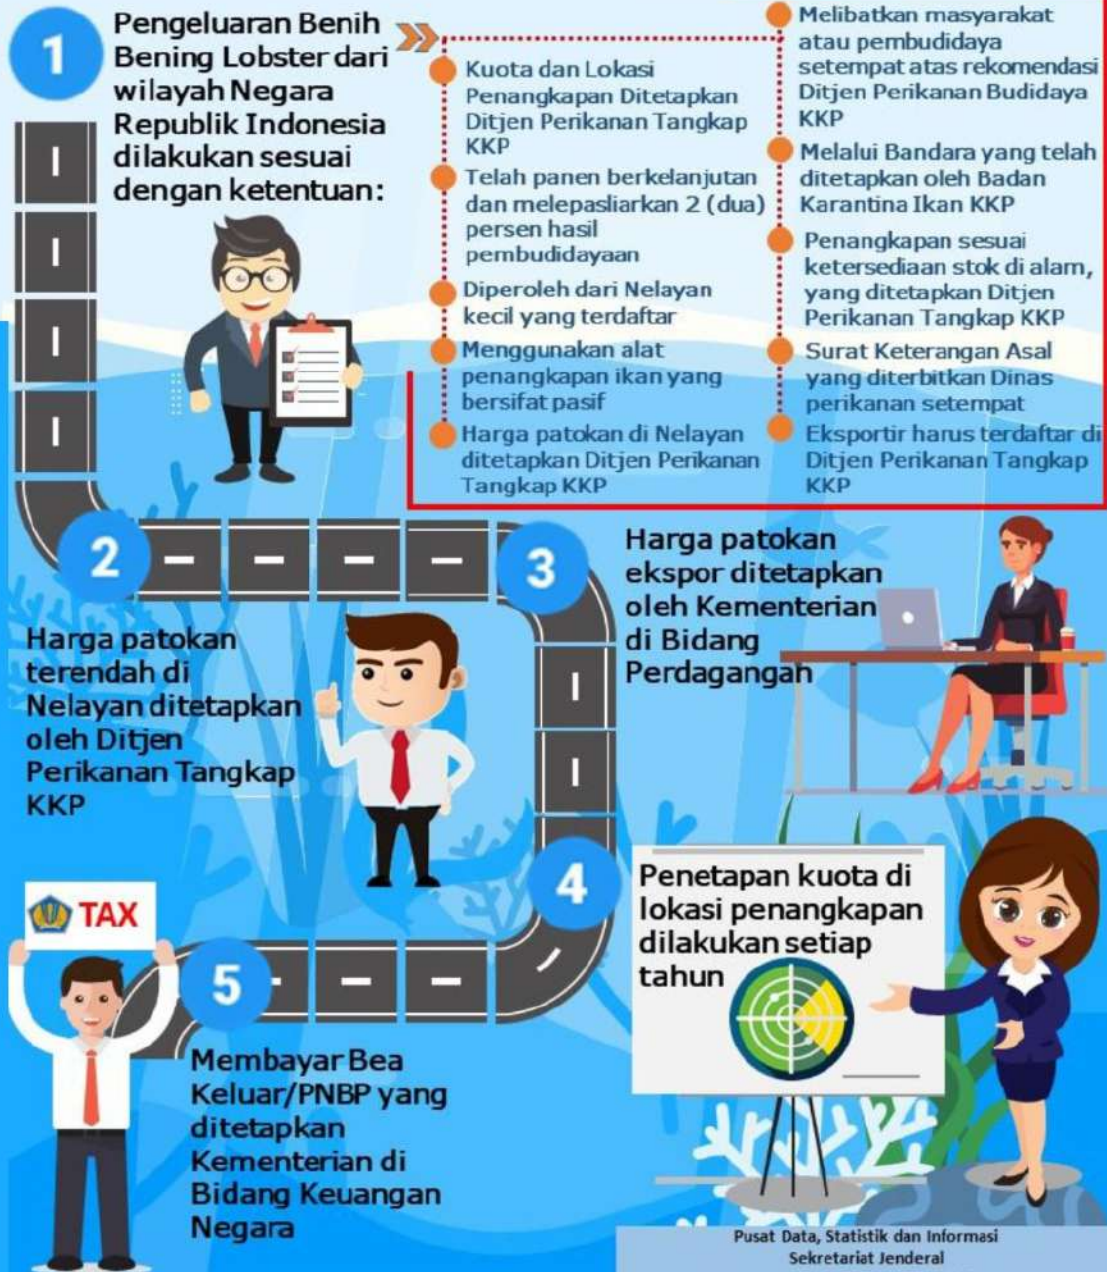 1
Pengeluaran Benih
Bening Lobster dari
wilayah Negara
Republik Indonesia
dilakukan sesuai
dengan ketentuan:
Kuota dan Lokasi
Penangkapan Ditetapkan
Ditjen Perikanan Tangkap
KKP
Telah panen berkelanjutan
dan melepasliarkan 2 (dua)
persen hasil
pembudidayaan
Diperoleh dari Nelayan
kecil yang terdaftar
Menggunakan alat
penangkapan ikan yang
bersifat pasif
Harga patokan di Nelayan
ditetapkan Ditjen Perikanan
Tangkap KKP
Melibatkan masyarakat
atau pembudidaya
setempat atas rekomendasi
Ditjen Perikanan Budidaya
KKP
Melalui Bandara yang telah
ditetapkan oleh Badan
Karantina Ikan KKP
Penangkapan sesuai
ketersediaan stok di alam,
yang ditetapkan Ditjen
Perikanan Tangkap KKP
Surat Keterangan Asal
yang diterbitkan Dinas
perikanan setempat
Eksportir harus terdaftar di
Ditjen Perikanan Tangkap
KKP
2
Harga patokan
terendah di
Nelayan ditetapkan
oleh Ditjen
Perikanan Tangkap
KKP
3
Harga patokan
ekspor ditetapkan
oleh Kementerian
di Bidang
Perdagangan
4
Penetapan kuota di
lokasi penangkapan
dilakukan setiap
tahun
TAX
5
Membayar Bea
Keluar/PNBP yang
ditetapkan
Kementerian di
Bidang Keuangan
Negara
Pusat Data, Statistik dan Informasi
Sekretariat Jenderal